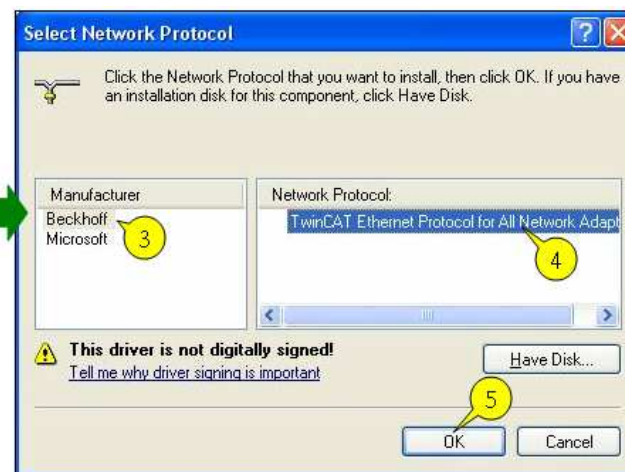 Select Network Protocol
Click the Network Protocol that you want to install, then click OK. If you have
an installation disk for this component, click Have Disk.
Manufacturer
Network Protocol:
Beckhoff
TwinCAT Ethernet Protocol for All Network Adapt
Microsoft
3
4
This driver is not digitally signed!
Tell me why driver signing is important
Have Disk...
5
OK
Cancel